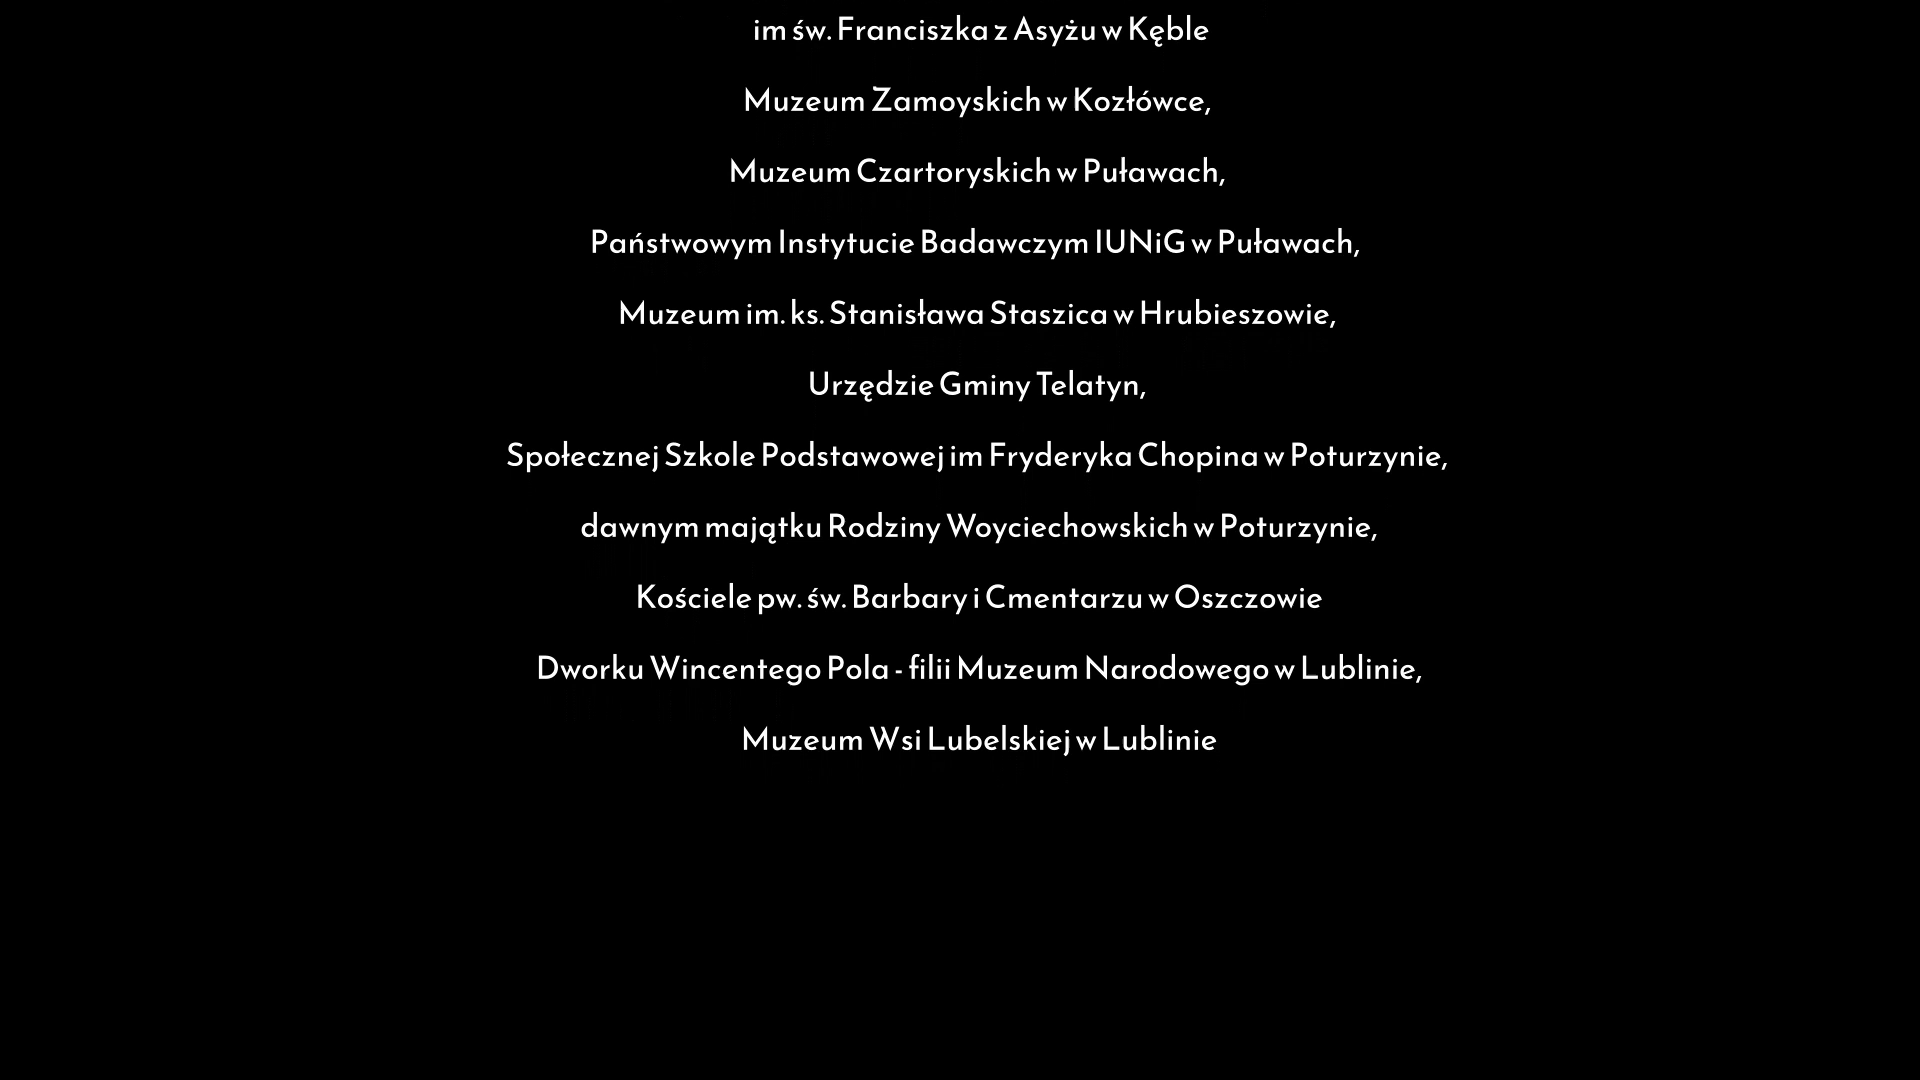 im św. Franciszka z Asyżu w Kęble
Muzeum Zamoyskich w Kozłówce,
Muzeum Czartoryskich w Puławach,
Państwowym Instytucie Badawczym IUNiG w Puławach,
Muzeum im. ks. Stanisława Staszica w Hrubieszowie,
Urzędzie Gminy Telatyn,
Społecznej Szkole Podstawowej im Fryderyka Chopina w Poturzynie,
dawnym majątku Rodziny Woyciechowskich w Poturzynie,
Kościele pw. św. Barbary i Cmentarzu w Oszczowie
Dworku Wincentego Pola - filii Muzeum Narodowego w Lublinie,
Muzeum Wsi Lubelskiej w Lublinie